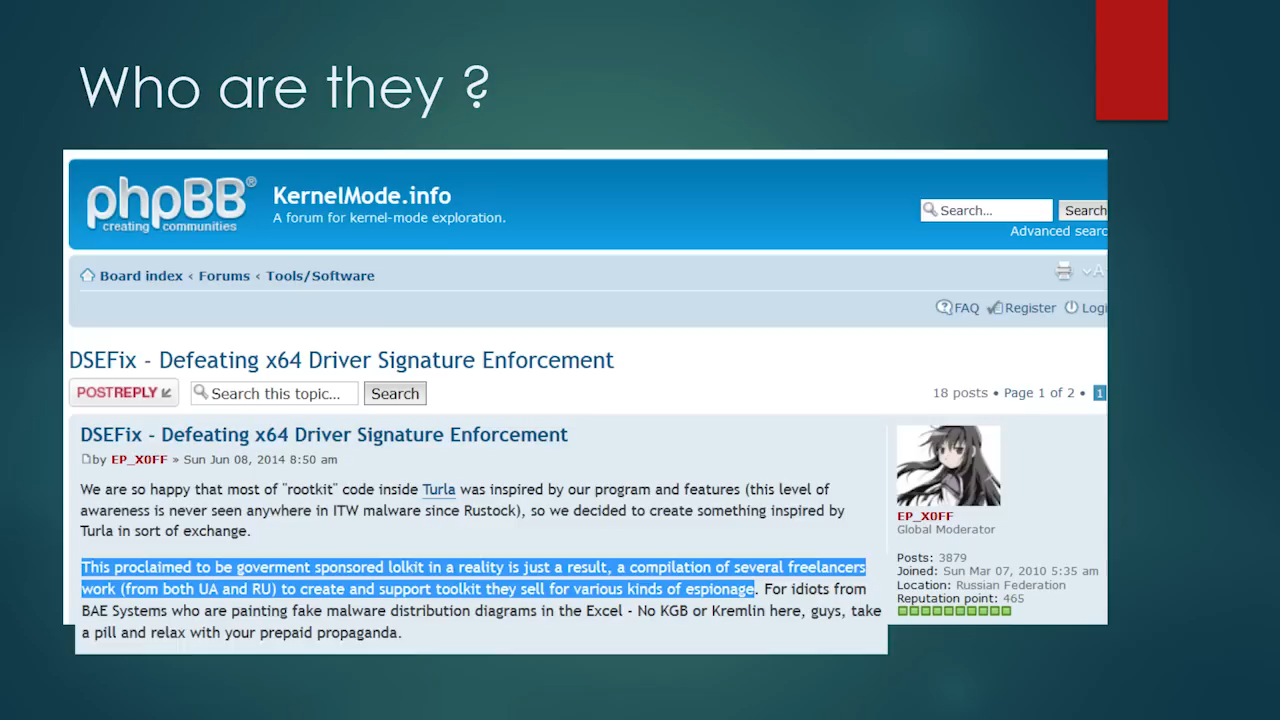 Who are they ?
phpBB®
creating communities
KernelMode.info
A forum for kernel-mode exploration.
Search...
Search
Advanced searc
Board index ‹ Forums ‹ Tools/Software
A
FAQ Register Logi
DSEFix - Defeating x64 Driver Signature Enforcement
POSTREPLY Search this topic... Search
18 posts • Page 1 of 2 • 1
DSEFix - Defeating x64 Driver Signature Enforcement
by EP_X0FF » Sun Jun 08, 2014 8:50 am
We are so happy that most of "rootkit" code inside Turla was inspired by our program and features (this level of
awareness is never seen anywhere in ITW malware since Rustock), so we decided to create something inspired by
Turla in sort of exchange.
This proclaimed to be goverment sponsored lolkit in a reality is just a result, a compilation of several freelancers
work (from both UA and RU) to create and support toolkit they sell for various kinds of espionage. For idiots from
BAE Systems who are painting fake malware distribution diagrams in the Excel - No KGB or Kremlin here, guys, take
a pill and relax with your prepaid propaganda.
EP_X0FF
Global Moderator
Posts: 3879
Joined: Sun Mar 07, 2010 5:35 am
Location: Russian Federation
Reputation point: 465